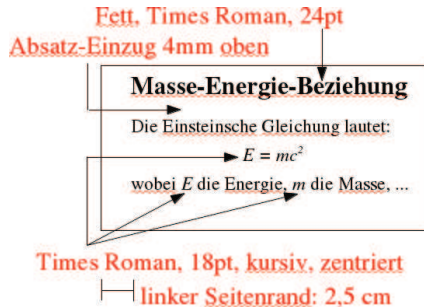 Fett, Times Roman, 24pt
Absatz-Einzug 4mm oben
Masse-Energie-Beziehung
Die Einsteinsche Gleichung lautet:
E = mc²
wobei E die Energie, m die Masse, ...
Times Roman, 18pt, kursiv, zentriert
linker Seitenrand: 2,5 cm